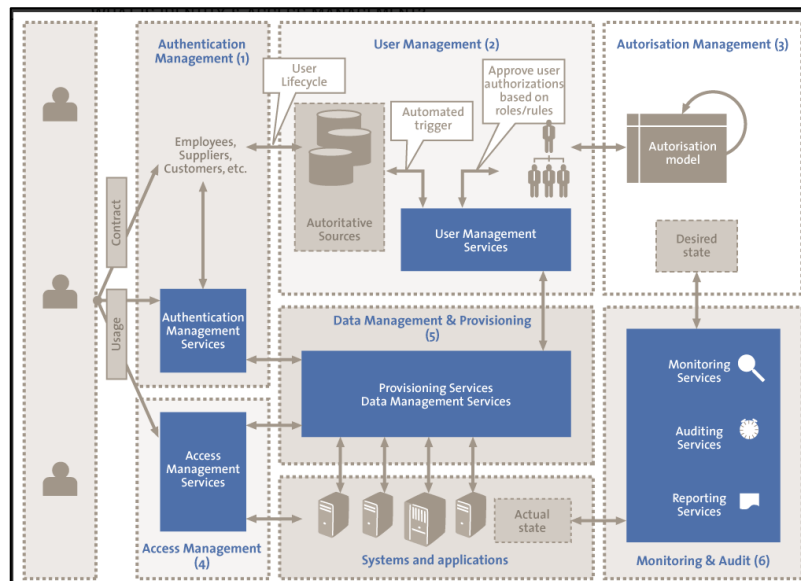 Authentication
Management (1)
User Management (2)
Autorisation Management (3)
User
Lifecycle
Automated
trigger
Approve user
authorizations
based on
roles/rules
Employees,
Suppliers,
Customers, etc.
Autoritative
Sources
Autorisation
model
Contract
User Management
Services
Desired
state
Usage
Authentication
Management
Services
Data Management & Provisioning
(5)
Provisioning Services
Data Management Services
Monitoring
Services
Auditing
Services
Reporting
Services
Access
Management
Services
Actual
state
Access Management
(4)
Systems and applications
Monitoring & Audit (6)